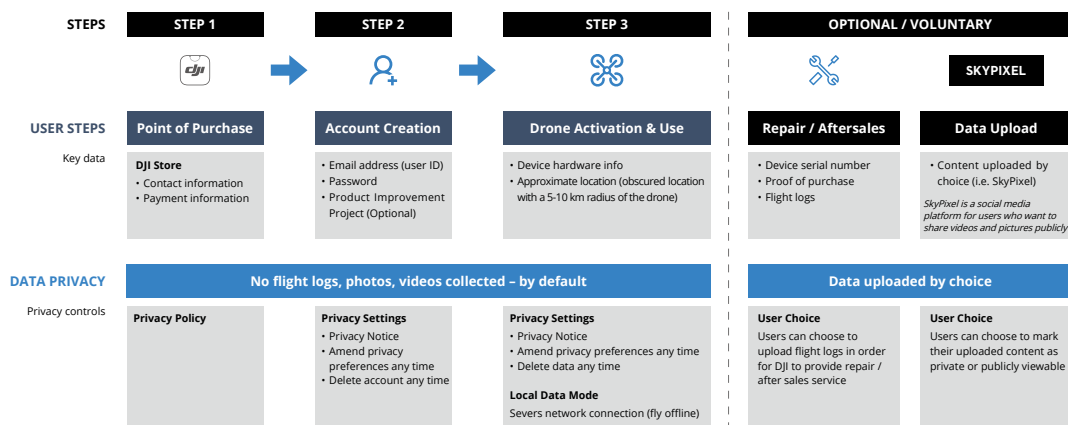 STEPS
STEP 1
STEP 2
STEP 3
OPTIONAL / VOLUNTARY
dji
SKYPIXEL
USER STEPS
Key data
Point of Purchase
DJI Store
• Contact information
• Payment information
Account Creation
• Email address (user ID)
• Password
• Product Improvement
Project (Optional)
Drone Activation & Use
• Device hardware info
• Approximate location (obscured location
with a 5-10 km radius of the drone)
Repair / Aftersales
• Device serial number
• Proof of purchase
• Flight logs
Data Upload
• Content uploaded by
choice (i.e. SkyPixel)
SkyPixel is a social media
platform for users who want to
share videos and pictures publicly
DATA PRIVACY
Privacy controls
No flight logs, photos, videos collected – by default
Data uploaded by choice
Privacy Policy
Privacy Settings
• Privacy Notice
• Amend privacy
preferences any time
• Delete account any time
Privacy Settings
• Privacy Notice
• Amend privacy preferences any time
• Delete data any time
Local Data Mode
Severs network connection (fly offline)
User Choice
Users can choose to
upload flight logs in order
for DJI to provide repair /
after sales service
User Choice
Users can choose to mark
their uploaded content as
private or publicly viewable